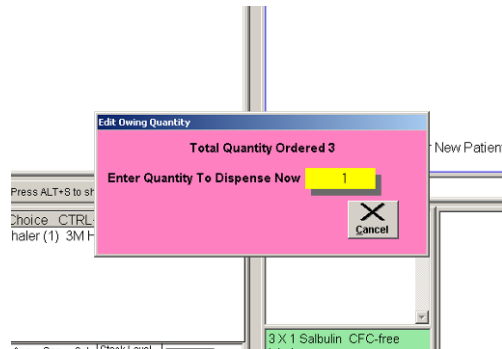 Edit Owing Quantity
Total Quantity Ordered 3
New Patient
Enter Quantity To Dispense Now 1
Press ALT+S to sh
Cancel
Choice CTRL-
haler (1) 3M H
3 X 1 Salbulin CFC-free
Stock Level